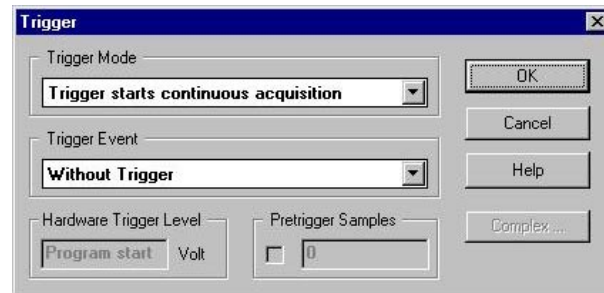 Trigger
Trigger Mode
Trigger starts continuous acquisition
OK
Cancel
Trigger Event
Without Trigger
Help
Hardware Trigger Level
Program start Volt
Pretrigger Samples
0
Complex ...